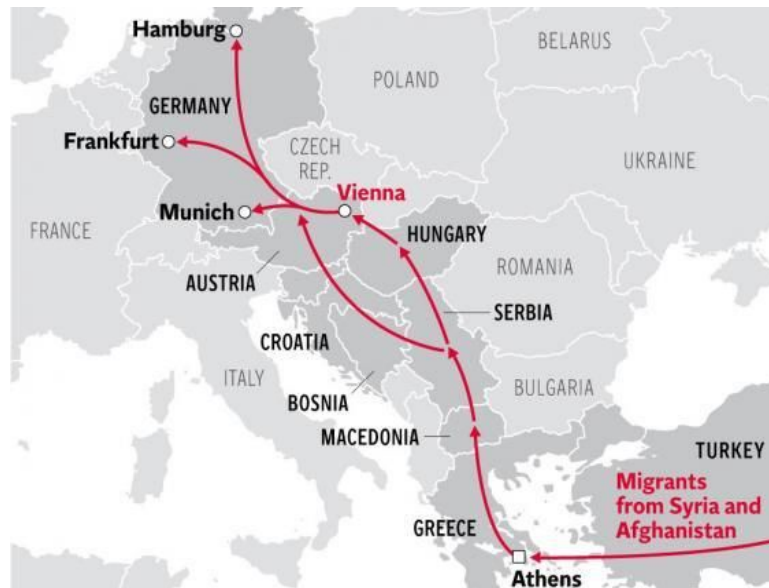 Hamburg
BELARUS
POLAND
GERMANY
Frankfurt
CZECH
REP.
UKRAINE
Vienna
Munich
FRANCE
HUNGARY
AUSTRIA
ROMANIA
SERBIA
CROATIA
ITALY
BOSNIA
BULGARIA
MACEDONIA
TURKEY
Migrants
from Syria and
Afghanistan
GREECE
Athens